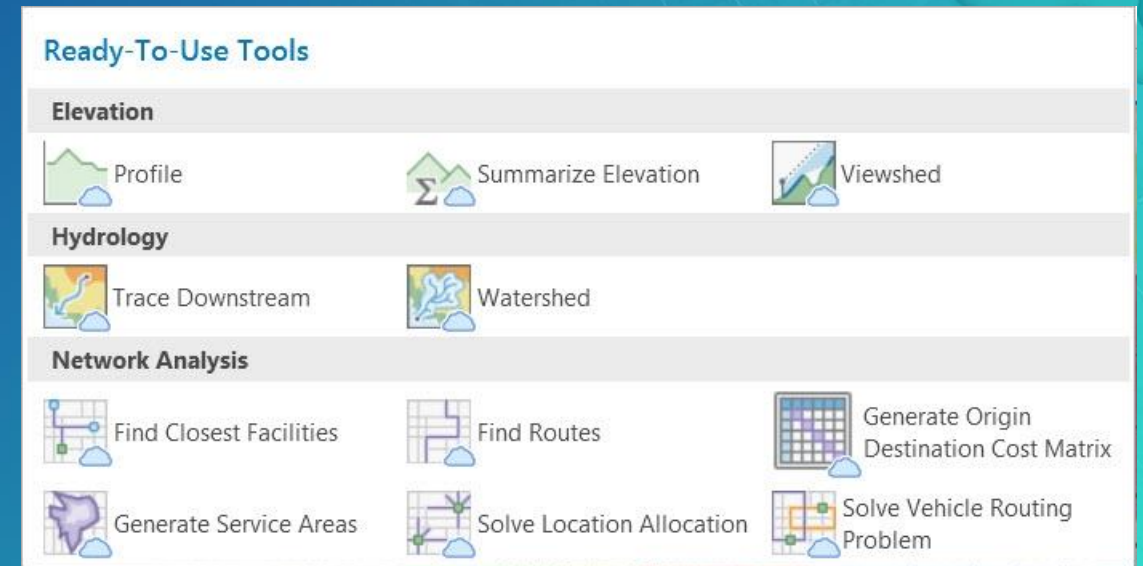 Ready-To-Use Tools
Elevation
Profile
Summarize Elevation
Viewshed
Hydrology
Trace Downstream
Watershed
Network Analysis
Find Closest Facilities
Find Routes
Generate Origin
Destination Cost Matrix
Generate Service Areas
Solve Location Allocation
Solve Vehicle Routing
Problem